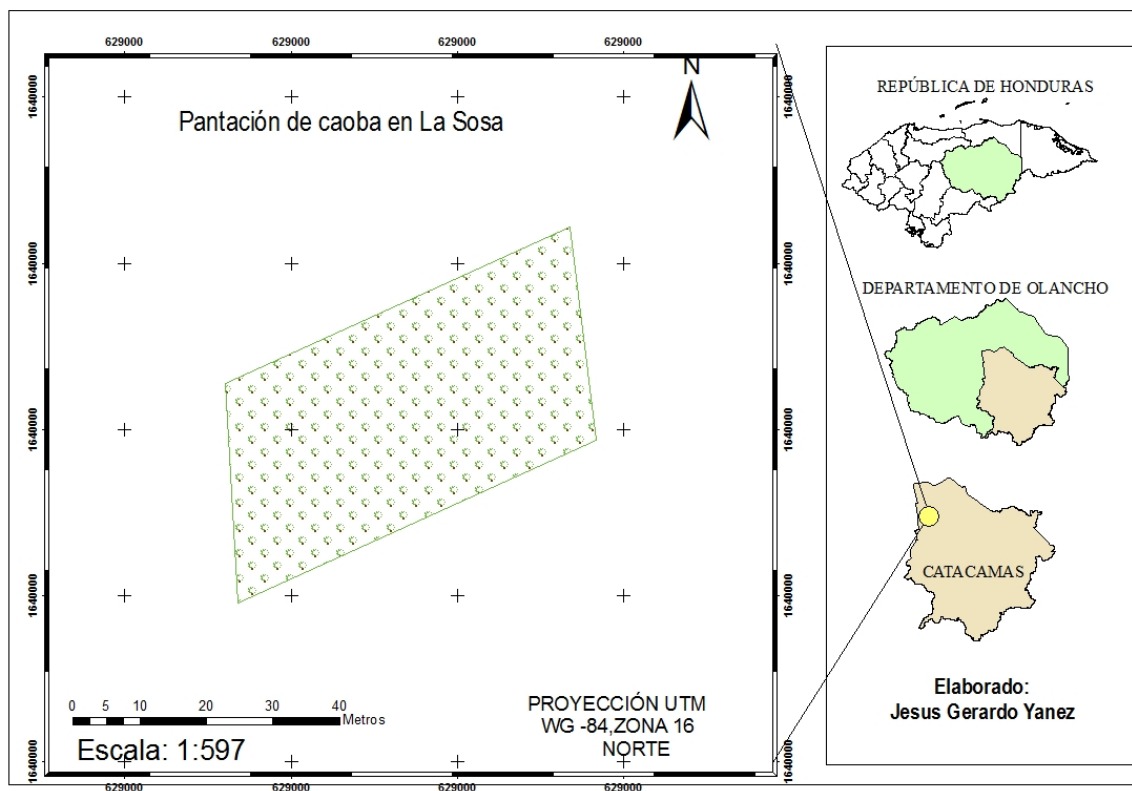 629000 629000 629000 629000
1640000
1640000
1640000
1640000
1640000
Pantación de caoba en La Sosa
N
1640000
1640000
1640000
1640000
1640000
0 5 10 20 30 40
Metros
Escala: 1:597
PROYECCIÓN UTM
WG -84,ZONA 16
NORTE
629000 629000 629000 629000
REPÚBLICA DE HONDURAS
DEPARTAMENTO DE OLANCHO
CATACAMAS
Elaborado:
Jesus Gerardo Yanez